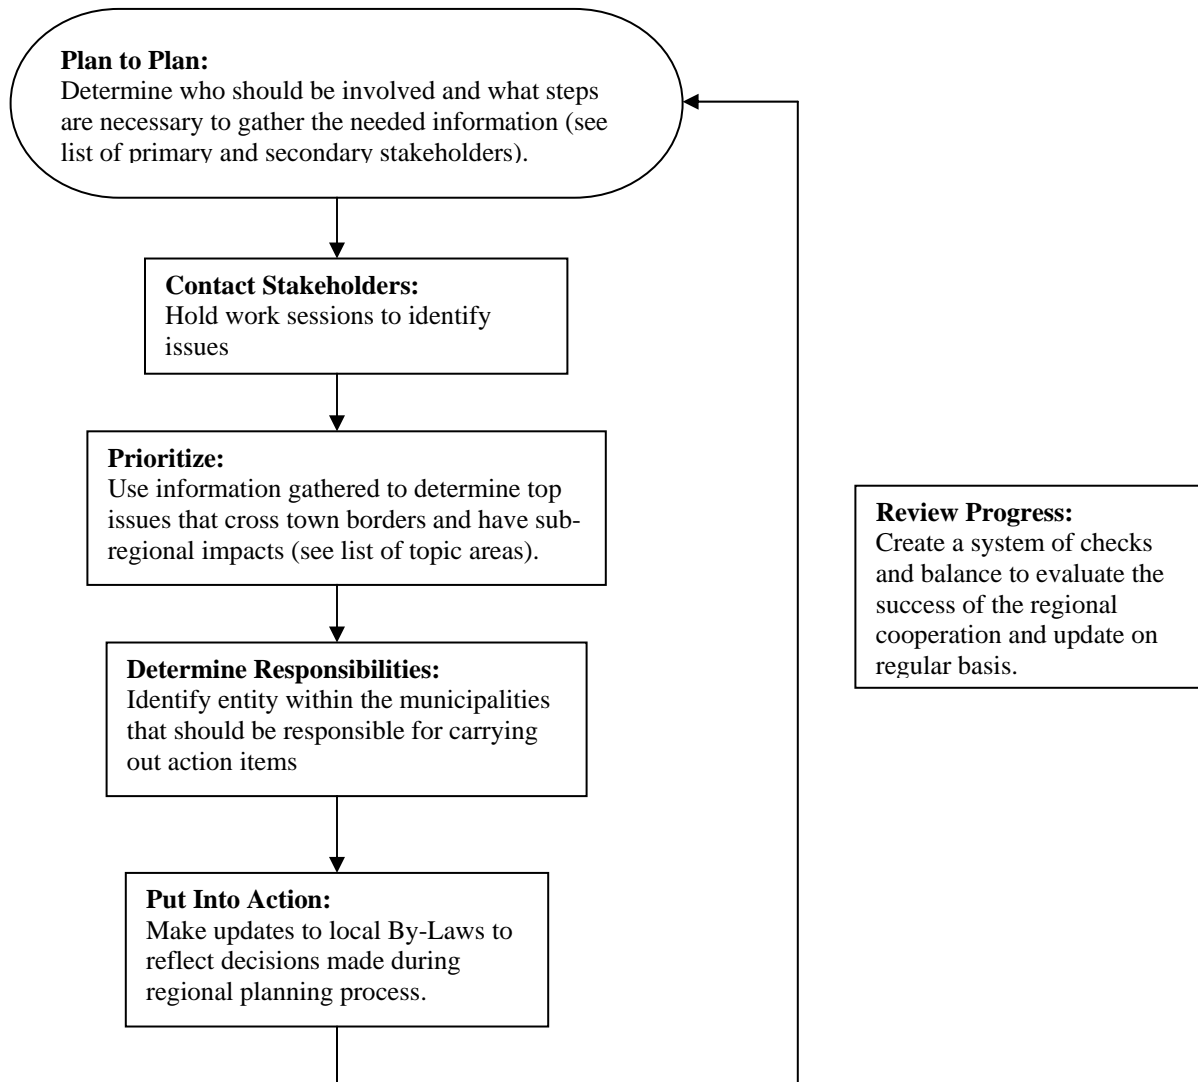 Plan to Plan:
Determine who should be involved and what steps
are necessary to gather the needed information (see
list of primary and secondary stakeholders).
Contact Stakeholders:
Hold work sessions to identify
issues
Prioritize:
Use information gathered to determine top
issues that cross town borders and have sub-
regional impacts (see list of topic areas).
Determine Responsibilities:
Identify entity within the municipalities
that should be responsible for carrying
out action items
Put Into Action:
Make updates to local By-Laws to
reflect decisions made during
regional planning process.
Review Progress:
Create a system of checks
and balance to evaluate the
success of the regional
cooperation and update on
regular basis.